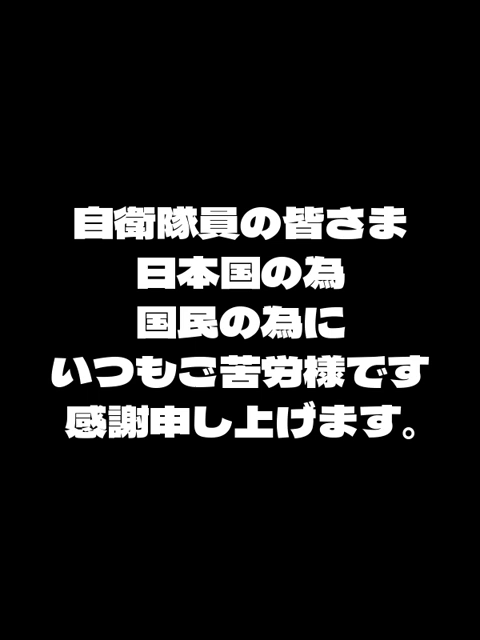 自衛隊員の皆さま
日本国の為
国民の為に
いつもご苦労様です
感謝申し上げます。